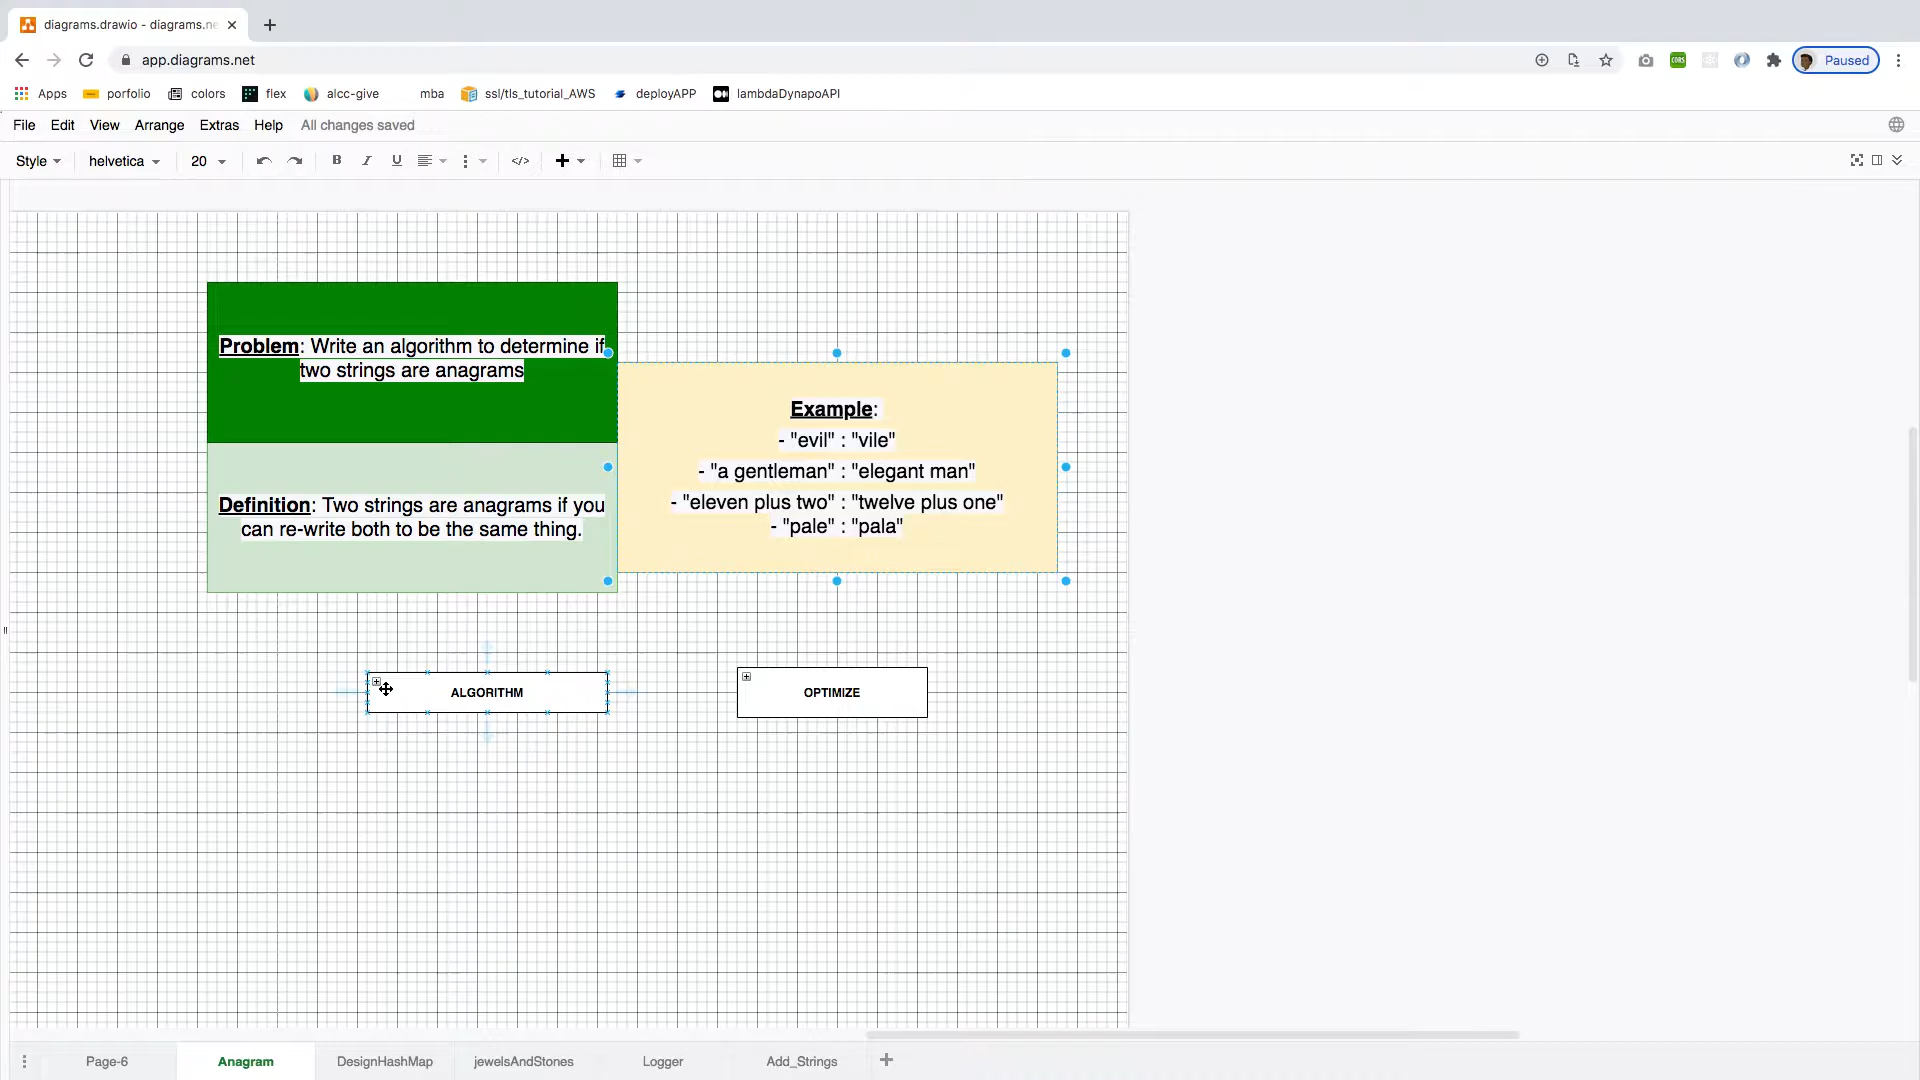 diagrams.drawio - diagrams.ne
app.diagrams.net
Paused
Apps
porfolio
colors
flex
alcc-give
mba
ssl/tls_tutorial_AWS
deployAPP
lambdaDynapoAPI
File Edit View Arrange Extras Help All changes saved
Style helvetica 20 B I U
Problem: Write an algorithm to determine if
two strings are anagrams
Definition: Two strings are anagrams if you
can re-write both to be the same thing.
Example:
- "evil" : "vile"
- "a gentleman" : "elegant man"
- "eleven plus two" : "twelve plus one"
- "pale" : "pala"
ALGORITHM
OPTIMIZE
Page-6 Anagram DesignHashMap jewelsAndStones Logger Add_Strings